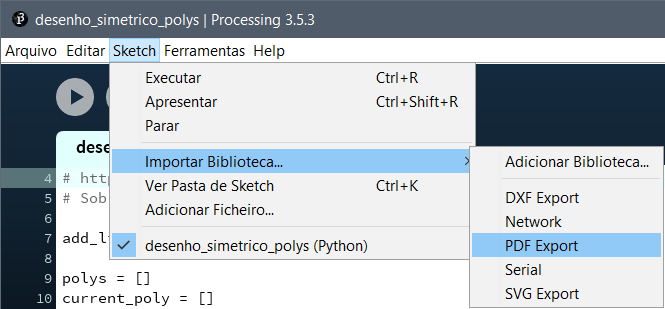 desenho_simetrico_polys | Processing 3.5.3
Arquivo Editar Sketch Ferramentas Help
Executar Ctrl+R
Apresentar Ctrl+Shift+R
Parar
Importar Biblioteca...
Ver Pasta de Sketch Ctrl+K
Adicionar Ficheiro...
desenho_simetrico_polys (Python)
Adicionar Biblioteca...
DXF Export
Network
PDF Export
Serial
SVG Export
dese
4 # http
5 # Sob
6
7 add_l
8
9 polys = []
10 current_poly = []